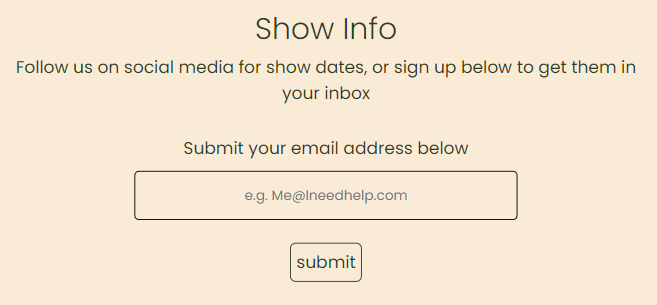 Show Info
Follow us on social media for show dates, or sign up below to get them in
your inbox
Submit your email address below
e.g. Me@Ineedhelp.com
submit